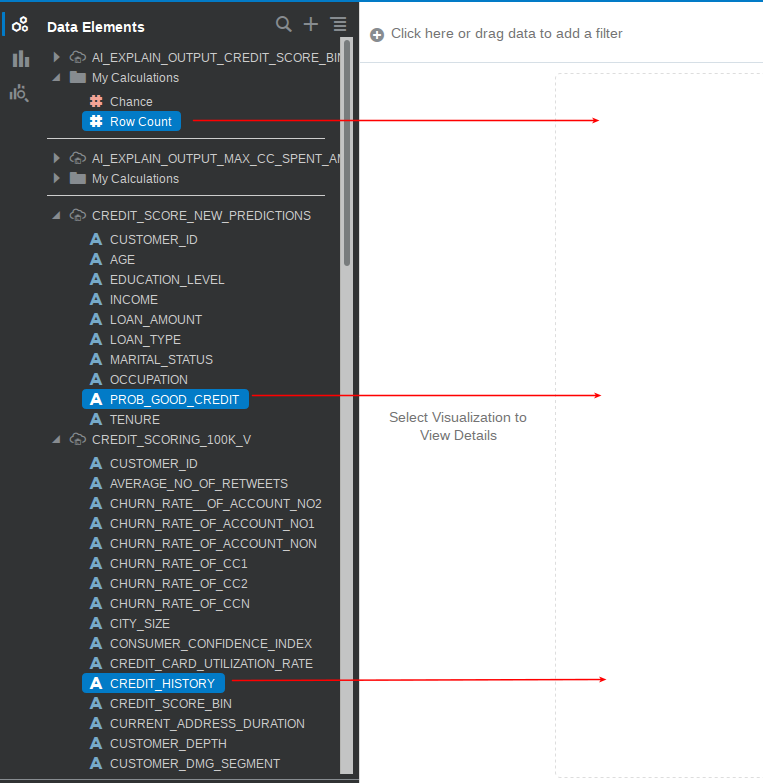 Data Elements
AI_EXPLAIN_OUTPUT_CREDIT_SCORE_BIN
My Calculations
Chance
Row Count
AI_EXPLAIN_OUTPUT_MAX_CC_SPENT_AM
My Calculations
CREDIT_SCORE_NEW_PREDICTIONS
A CUSTOMER_ID
A AGE
A EDUCATION_LEVEL
A INCOME
A LOAN_AMOUNT
A LOAN_TYPE
A MARITAL_STATUS
A OCCUPATION
A PROB_GOOD_CREDIT
A TENURE
CREDIT_SCORING_100K_V
A CUSTOMER_ID
A AVERAGE_NO_OF_RETWEETS
A CHURN_RATE__OF_ACCOUNT_NO2
A CHURN_RATE_OF_ACCOUNT_NO1
A CHURN_RATE_OF_ACCOUNT_NON
A CHURN_RATE_OF_CC1
A CHURN_RATE_OF_CC2
A CHURN_RATE_OF_CCN
A CITY_SIZE
A CONSUMER_CONFIDENCE_INDEX
A CREDIT_CARD_UTILIZATION_RATE
A CREDIT_HISTORY
A CREDIT_SCORE_BIN
A CURRENT_ADDRESS_DURATION
A CUSTOMER_DEPTH
A CUSTOMER_DMG_SEGMENT
Click here or drag data to add a filter
Select Visualization to
View Details